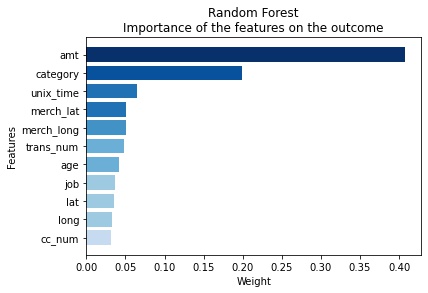 Random Forest
Importance of the features on the outcome
amt
category
unix_time
merch_lat
merch_long
trans_num
age
job
lat
long
cc_num
Features
0.00 0.05 0.10 0.15 0.20 0.25 0.30 0.35 0.40
Weight